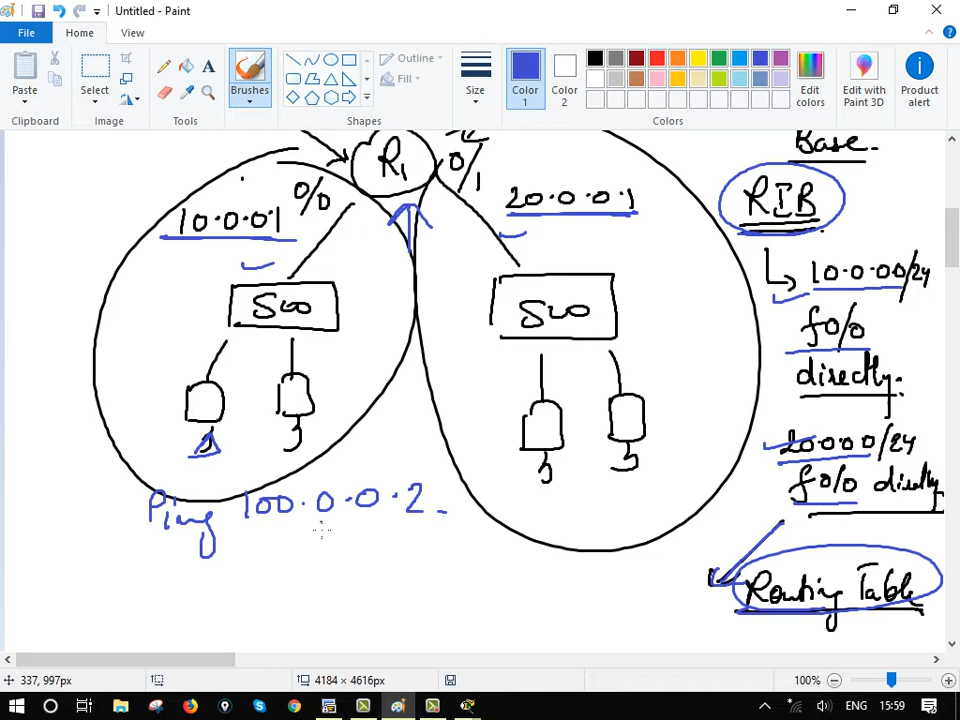 Untitled - Paint
File
Home
View
Paste
Select
Brushes
Outline
Fill
Size
Color 1
Color 2
Edit colors
Edit with Paint 3D
Product alert
Clipboard
Image
Tools
Shapes
Colors
Base.
R1
0/0
0/1
10.0.0.1
20.0.0.1
RIB
10.0.0.0/24
f0/0
directly.
S00
S00
20.0.0.0/24
f0/0 directly
Ping 100.0.0.2
Routing Table
337, 997px
4184 × 4616px
100%
ENG
15:59